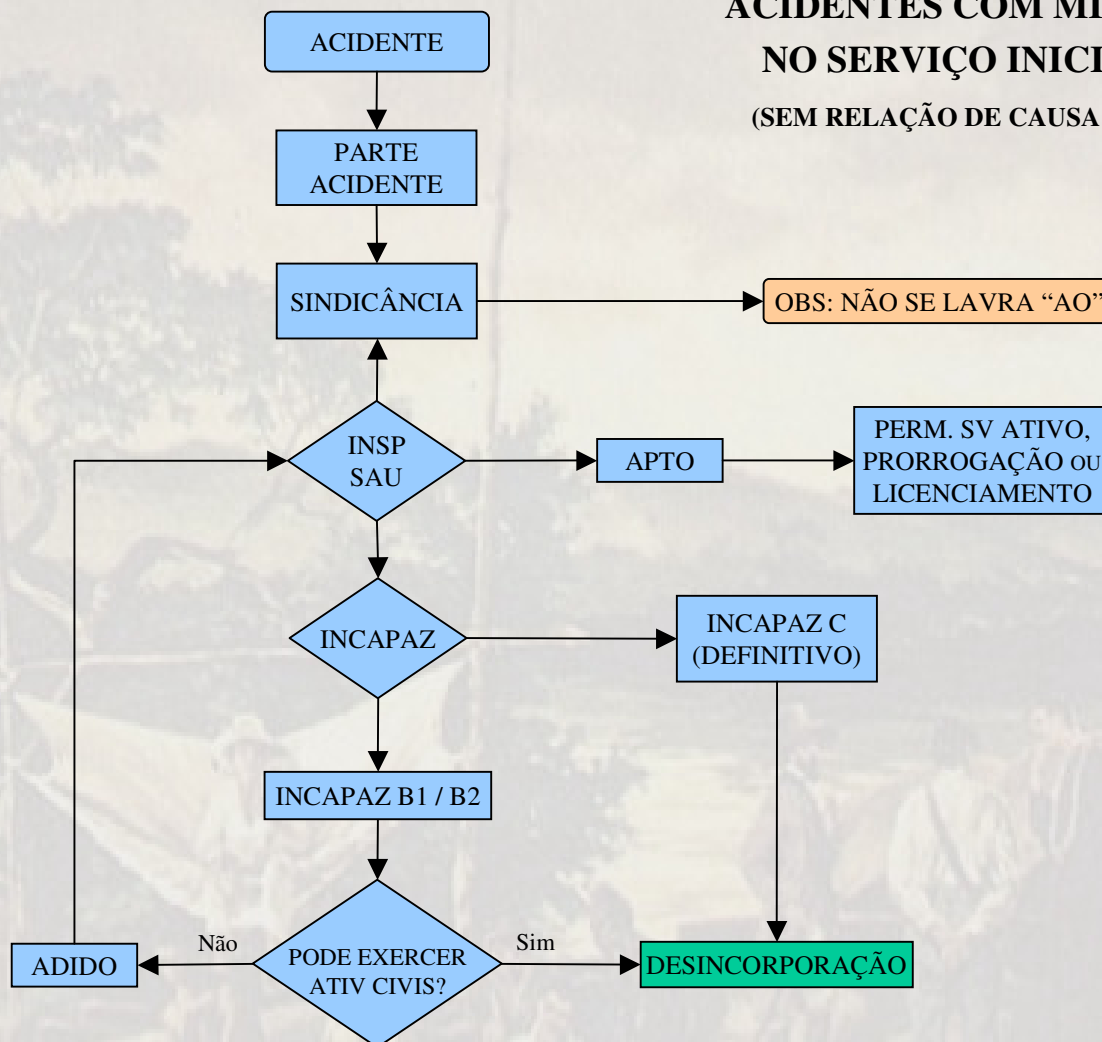 ACIDENTES COM
NO SERVIÇO
(SEM RELAÇÃO DE CAUSA
ACIDENTE
PARTE
ACIDENTE
SINDICÂNCIA
OBS: NÃO SE LAVRA “AO”
INSP
SAU
APTO
PERM. SV ATIVO,
PRORROGAÇÃO OU
LICENCIAMENTO
INCAPAZ
INCAPAZ C
(DEFINITIVO)
INCAPAZ B1 / B2
PODE EXERCER
ATIV CIVIS?
Não
Sim
ADIDO
DESINCORPORAÇÃO